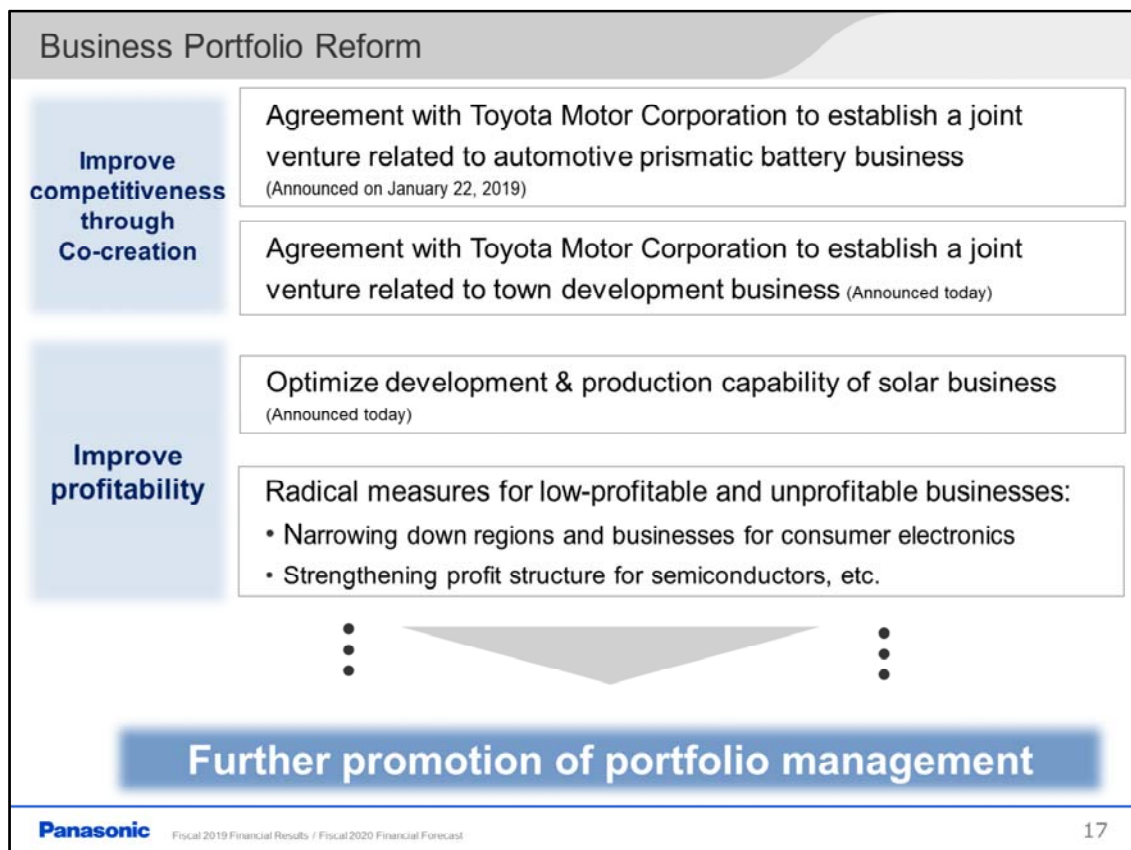 Business Portfolio Reform
Improve
competitiveness
through
Co-creation
Agreement with Toyota Motor Corporation to establish a joint
venture related to automotive prismatic battery business
(Announced on January 22, 2019)
Agreement with Toyota Motor Corporation to establish a joint
venture related to town development business (Announced today)
Improve
profitability
Optimize development & production capability of solar business
(Announced today)
Radical measures for low-profitable and unprofitable businesses:
• Narrowing down regions and businesses for consumer electronics
• Strengthening profit structure for semiconductors, etc.
Further promotion of portfolio management
Panasonic Fiscal 2019 Financial Results / Fiscal 2020 Financial Forecast 17